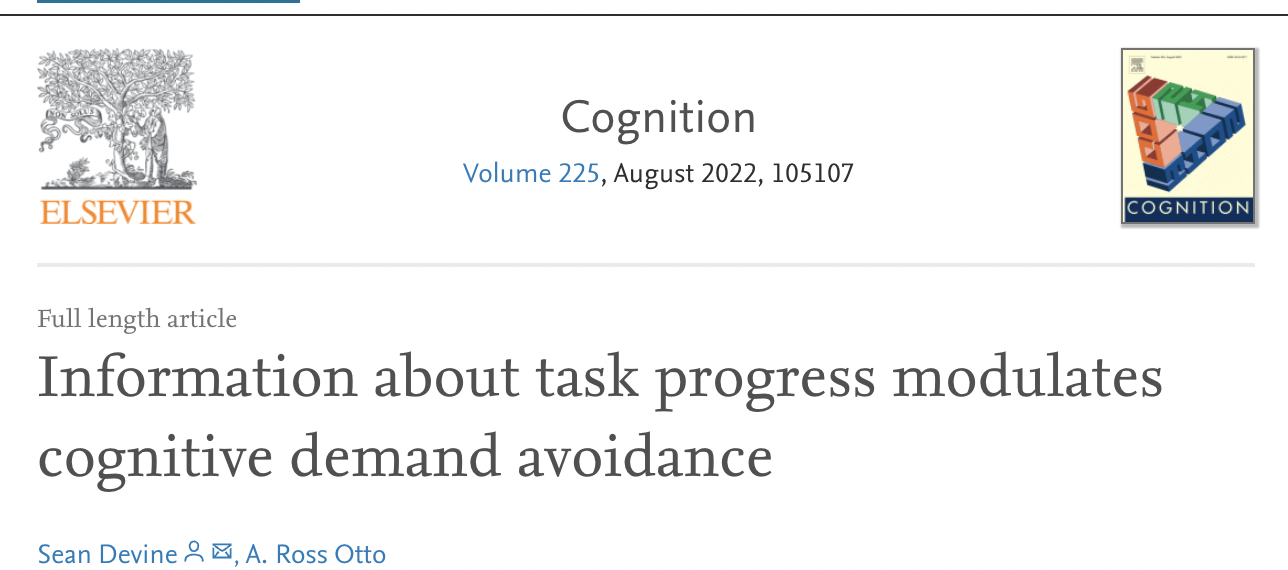 ELSEVIER
Cognition
Volume 225, August 2022, 105107
COGNITION
Full length article
Information about task progress modulates
cognitive demand avoidance
Sean Devine, A. Ross Otto